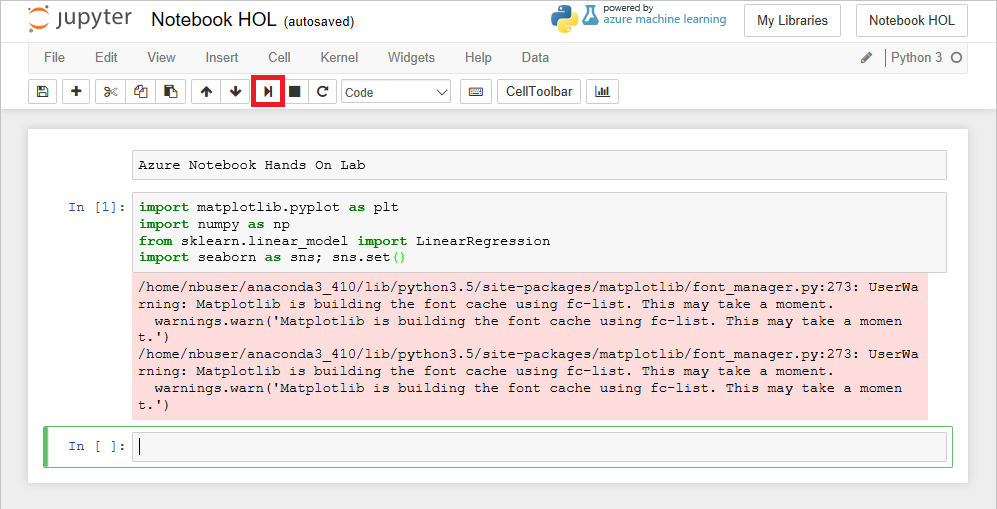 jupyter Notebook HOL (autosaved) powered by azure machine learning My Libraries Notebook HOL
File Edit View Insert Cell Kernel Widgets Help Data Python 3
Code CellToolbar
Azure Notebook Hands On Lab
In [1]: import matplotlib.pyplot as plt
import numpy as np
from sklearn.linear_model import LinearRegression
import seaborn as sns; sns.set()
/home/nbuser/anaconda3_410/lib/python3.5/site-packages/matplotlib/font_manager.py:273: UserWa
rning: Matplotlib is building the font cache using fc-list. This may take a moment.
  warnings.warn('Matplotlib is building the font cache using fc-list. This may take a momen
t.')
/home/nbuser/anaconda3_410/lib/python3.5/site-packages/matplotlib/font_manager.py:273: UserWa
rning: Matplotlib is building the font cache using fc-list. This may take a moment.
  warnings.warn('Matplotlib is building the font cache using fc-list. This may take a momen
t.')
In [ ]: